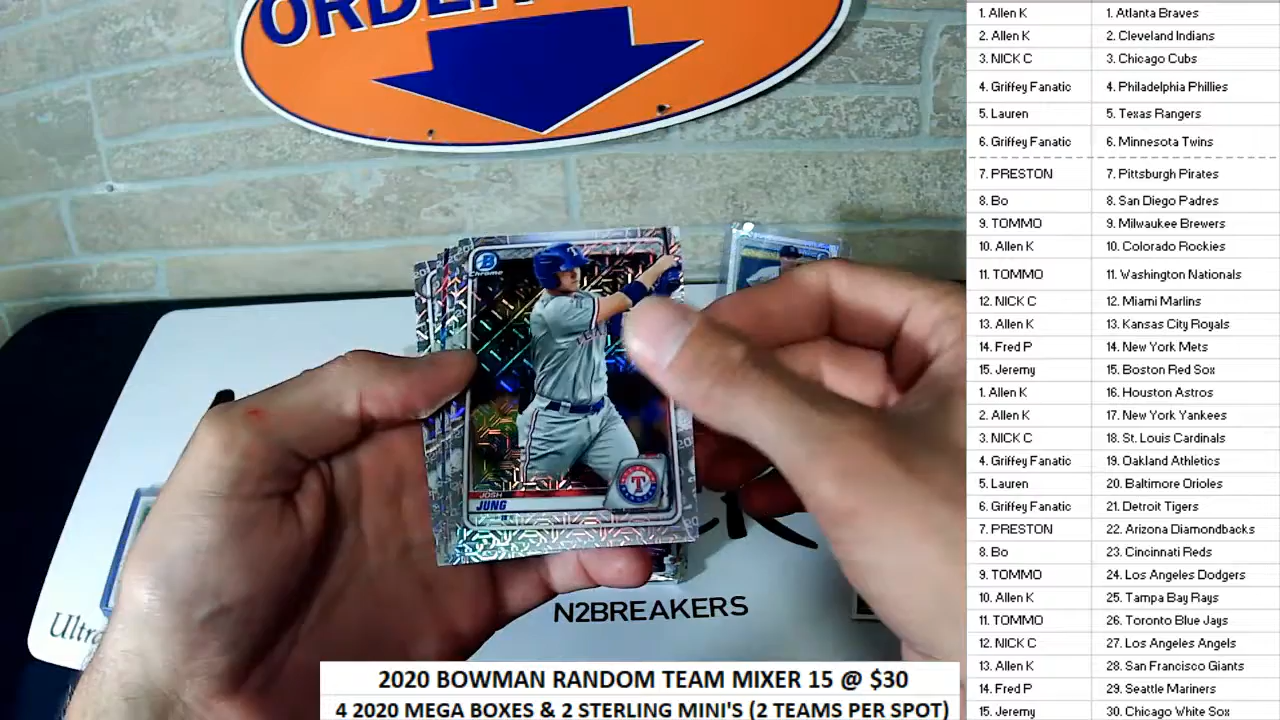 ORDER
1. Allen K 1. Atlanta Braves
2. Allen K 2. Cleveland Indians
3. NICK C 3. Chicago Cubs
4. Griffey Fanatic 4. Philadelphia Phillies
5. Lauren 5. Texas Rangers
6. Griffey Fanatic 6. Minnesota Twins
7. PRESTON 7. Pittsburgh Pirates
8. Bo 8. San Diego Padres
9. TOMMO 9. Milwaukee Brewers
10. Allen K 10. Colorado Rockies
11. TOMMO 11. Washington Nationals
12. NICK C 12. Miami Marlins
13. Allen K 13. Kansas City Royals
14. Fred P 14. New York Mets
15. Jeremy 15. Boston Red Sox
1. Allen K 16. Houston Astros
2. Allen K 17. New York Yankees
3. NICK C 18. St. Louis Cardinals
4. Griffey Fanatic 19. Oakland Athletics
5. Lauren 20. Baltimore Orioles
6. Griffey Fanatic 21. Detroit Tigers
7. PRESTON 22. Arizona Diamondbacks
8. Bo 23. Cincinnati Reds
9. TOMMO 24. Los Angeles Dodgers
10. Allen K 25. Tampa Bay Rays
11. TOMMO 26. Toronto Blue Jays
12. NICK C 27. Los Angeles Angels
13. Allen K 28. San Francisco Giants
14. Fred P 29. Seattle Mariners
15. Jeremy 30. Chicago White Sox
B
Chrome
T
JOSH
JUNG
Ultra
N2BREAKERS
2020 BOWMAN RANDOM TEAM MIXER 15 @ $30
4 2020 MEGA BOXES & 2 STERLING MINI'S (2 TEAMS PER SPOT)